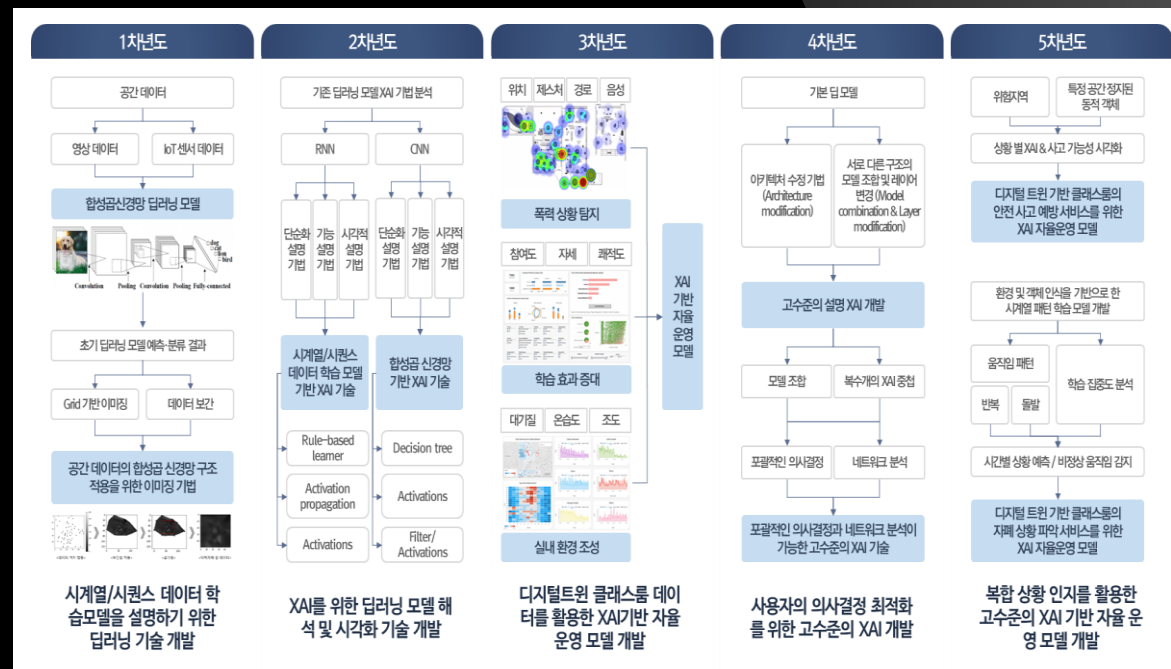 1차년도
공간 데이터
영상 데이터
IoT 센서 데이터
합성곱신경망 딥러닝 모델
dog
cat
lion
bird
Convolution
Pooling
Convolution
Pooling
Fully-connected
초기 딥러닝 모델 예측·분류 결과
Grid 기반 이미징
데이터 보간
공간 데이터의 합성곱 신경망 구조
적용을 위한 이미징 기법
시계열/시퀀스 데이터 학
습모델을 설명하기 위한
딥러닝 기술 개발
2차년도
기존 딥러닝 모델 XAI 기법 분석
RNN
CNN
단순화
설명
기법
기능
설명
기법
시각적
설명
기법
단순화
설명
기법
기능
설명
기법
시각적
설명
기법
시계열/시퀀스
데이터 학습 모델
기반 XAI 기술
합성곱 신경망
기반 XAI 기술
Rule-based
learner
Decision tree
Activation
propagation
Activations
Activations
Filter/
Activations
XAI를 위한 딥러닝 모델 해
석 및 시각화 기술 개발
3차년도
위치
제스처
경로
음성
폭력 상황 탐지
참여도
자세
쾌적도
학습 효과 증대
대기질
온습도
조도
실내 환경 조성
XAI
기반
자율
운영
모델
디지털트윈 클래스룸 데이
터를 활용한 XAI기반 자율
운영 모델 개발
4차년도
기본 딥 모델
아키텍처 수정 기법
(Architecture
modification)
서로 다른 구조의
모델 조합 및 레이어
변경 (Model
combination & Layer
modification)
고수준의 설명 XAI 개발
모델 조합
복수개의 XAI 중첩
포괄적인 의사결정
네트워크 분석
포괄적인 의사결정과 네트워크 분석이
가능한 고수준의 XAI 기술
사용자의 의사결정 최적화
를 위한 고수준의 XAI 개발
5차년도
위험지역
특정 공간 정지된
동적 객체
상황 별 XAI & 사고 가능성 시각화
디지털 트윈 기반 클래스룸의
안전 사고 예방 서비스를 위한
XAI 자율운영 모델
환경 및 객체 인식을 기반으로 한
시계열 패턴 학습 모델 개발
움직임 패턴
학습 집중도 분석
반복
돌발
시간별 상황 예측 / 비정상 움직임 감지
디지털 트윈 기반 클래스룸의
자폐 상황 파악 서비스를 위한
XAI 자율운영 모델
복합 상황 인지를 활용한
고수준의 XAI 기반 자율 운
영 모델 개발